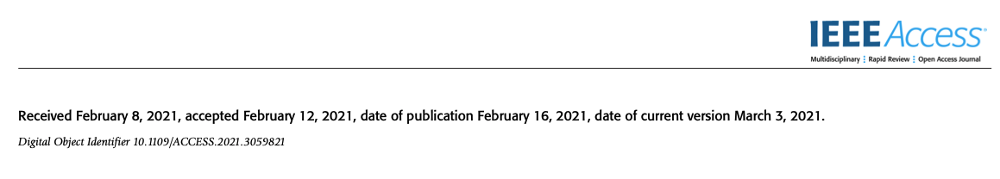 IEEE Access
Multidisciplinary ⋮ Rapid Review ⋮ Open Access Journal
Received February 8, 2021, accepted February 12, 2021, date of publication February 16, 2021, date of current version March 3, 2021.
Digital Object Identifier 10.1109/ACCESS.2021.3059821